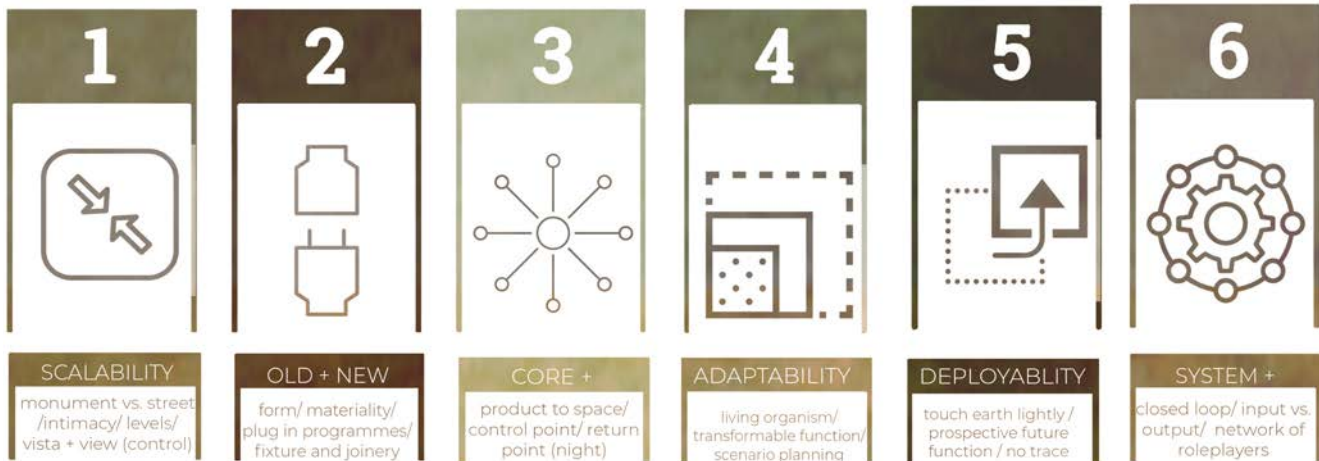 1
2
3
4
5
6
SCALABILITY
monument vs. street
/intimacy/ levels/
vista + view (control)
OLD + NEW
form/ materiality/
plug in programmes/
fixture and joinery
CORE +
product to space/
control point/ return
point (night)
ADAPTABILITY
living organism/
transformable function/
scenario planning
DEPLOYABLITY
touch earth lightly /
prospective future
function / no trace
SYSTEM +
closed loop/ input vs.
output/ network of
roleplayers